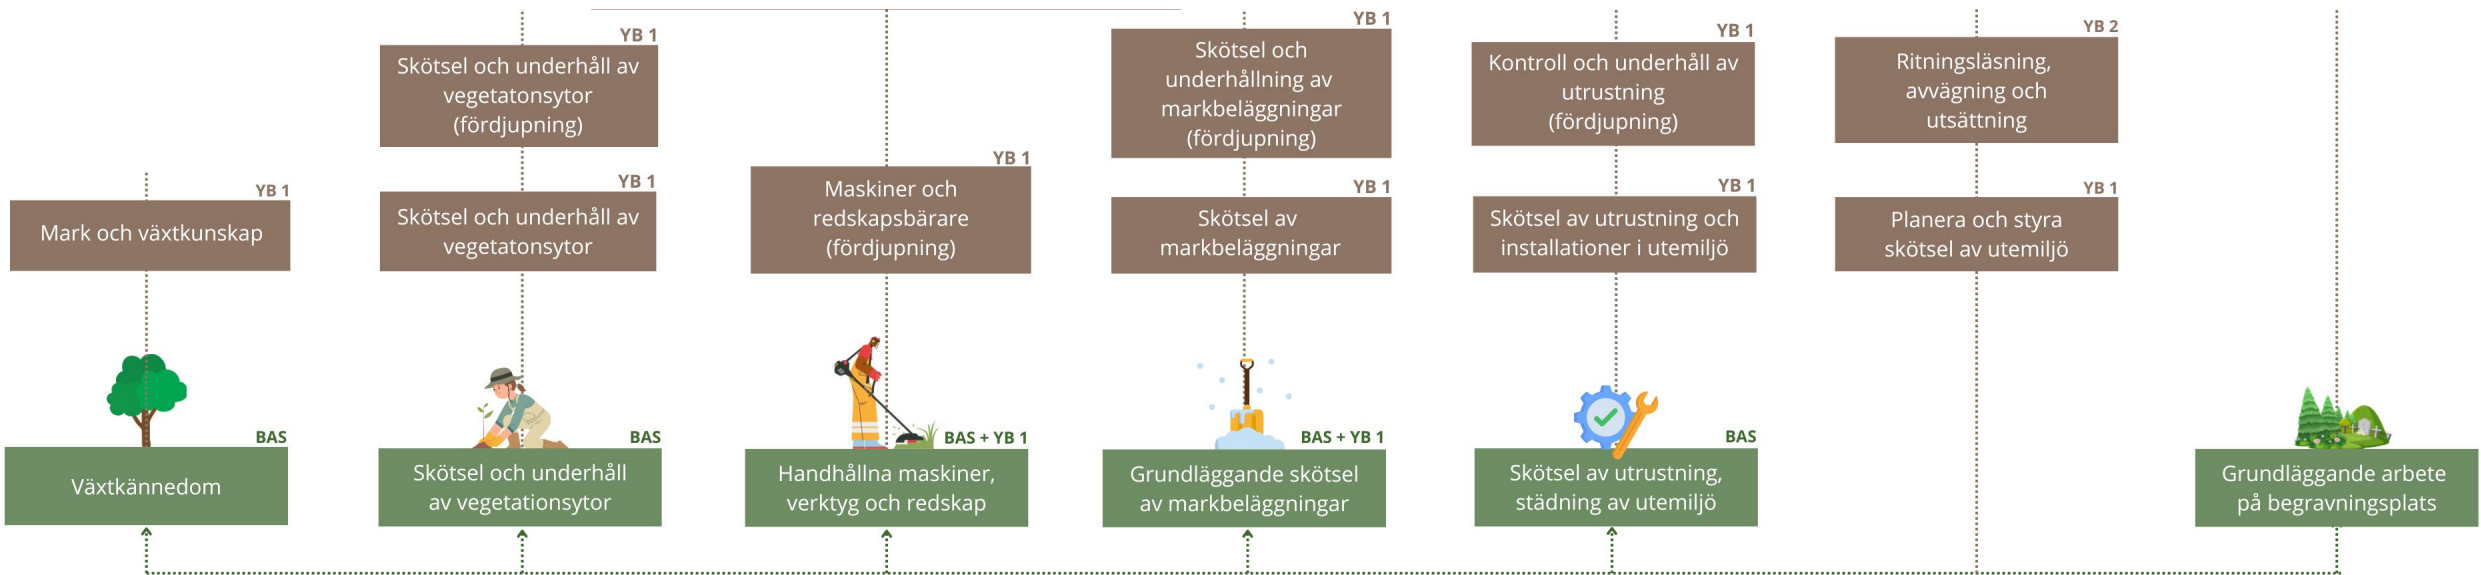 YB 1
Mark och växtkunskap
BAS
Växtkännedom
YB 1
Skötsel och underhåll av
vegetatonsytor
(fördjupning)
YB 1
Skötsel och underhåll av
vegetatonsytor
BAS
Skötsel och underhåll
av vegetationsytor
YB 1
Maskiner och
redskapsbärare
(fördjupning)
BAS + YB 1
Handhållna maskiner,
verktyg och redskap
YB 1
Skötsel och
underhållning av
markbeläggningar
(fördjupning)
YB 1
Skötsel av
markbeläggningar
BAS + YB 1
Grundläggande skötsel
av markbeläggningar
YB 1
Kontroll och underhåll av
utrustning
(fördjupning)
YB 1
Skötsel av utrustning och
installationer i utemiljö
BAS
Skötsel av utrustning,
städning av utemiljö
YB 2
Ritningsläsning,
avvägning och
utsättning
YB 1
Planera och styra
skötsel av utemiljö
Grundläggande arbete
på begravningsplats